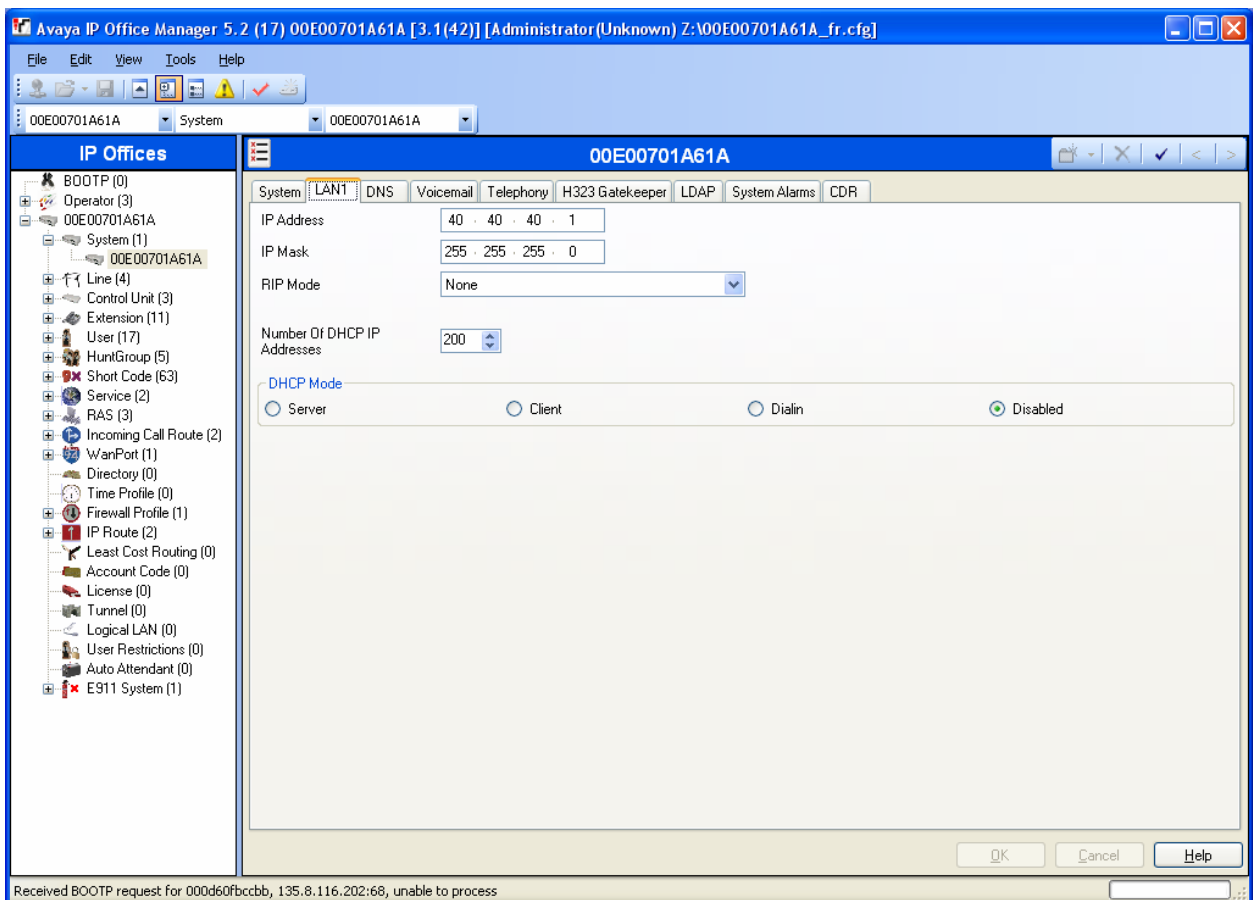 Avaya IP Office Manager 5.2 (17) 00E00701A61A [3.1(42)] [Administrator(Unknown) Z:\00E00701A61A_fr.cfg]
File Edit View Tools Help
00E00701A61A System 00E00701A61A
IP Offices
00E00701A61A
BOOTP (0)
Operator (3)
00E00701A61A
System (1)
00E00701A61A
Line (4)
Control Unit (3)
Extension (11)
User (17)
HuntGroup (5)
Short Code (63)
Service (2)
RAS (3)
Incoming Call Route (2)
WanPort (1)
Directory (0)
Time Profile (0)
Firewall Profile (1)
IP Route (2)
Least Cost Routing (0)
Account Code (0)
License (0)
Tunnel (0)
Logical LAN (0)
User Restrictions (0)
Auto Attendant (0)
E911 System (1)
System LAN1 DNS Voicemail Telephony H323 Gatekeeper LDAP System Alarms CDR
IP Address 40 . 40 . 40 . 1
IP Mask 255 . 255 . 255 . 0
RIP Mode None
Number Of DHCP IP
Addresses 200
DHCP Mode
Server Client Dialin Disabled
OK Cancel Help
Received BOOTP request for 000d60fbccbb, 135.8.116.202:68, unable to process